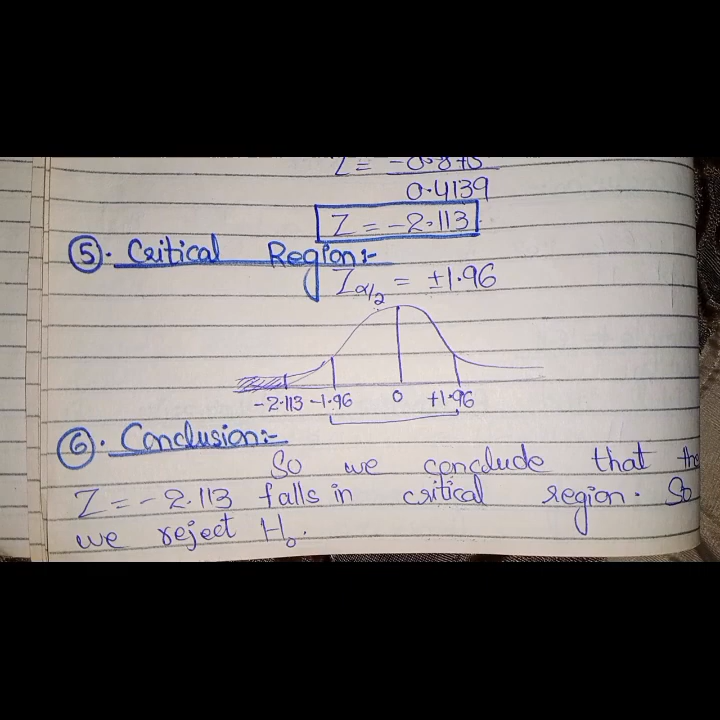 0.4139
Z = -2.113
⑤. Critical Region:-
Zα/2 = ±1.96
-2.113 -1.96 0 +1.96
⑥. Conclusion:-
So we conclude that the
Z = -2.113 falls in critical region. So
we reject H₀.